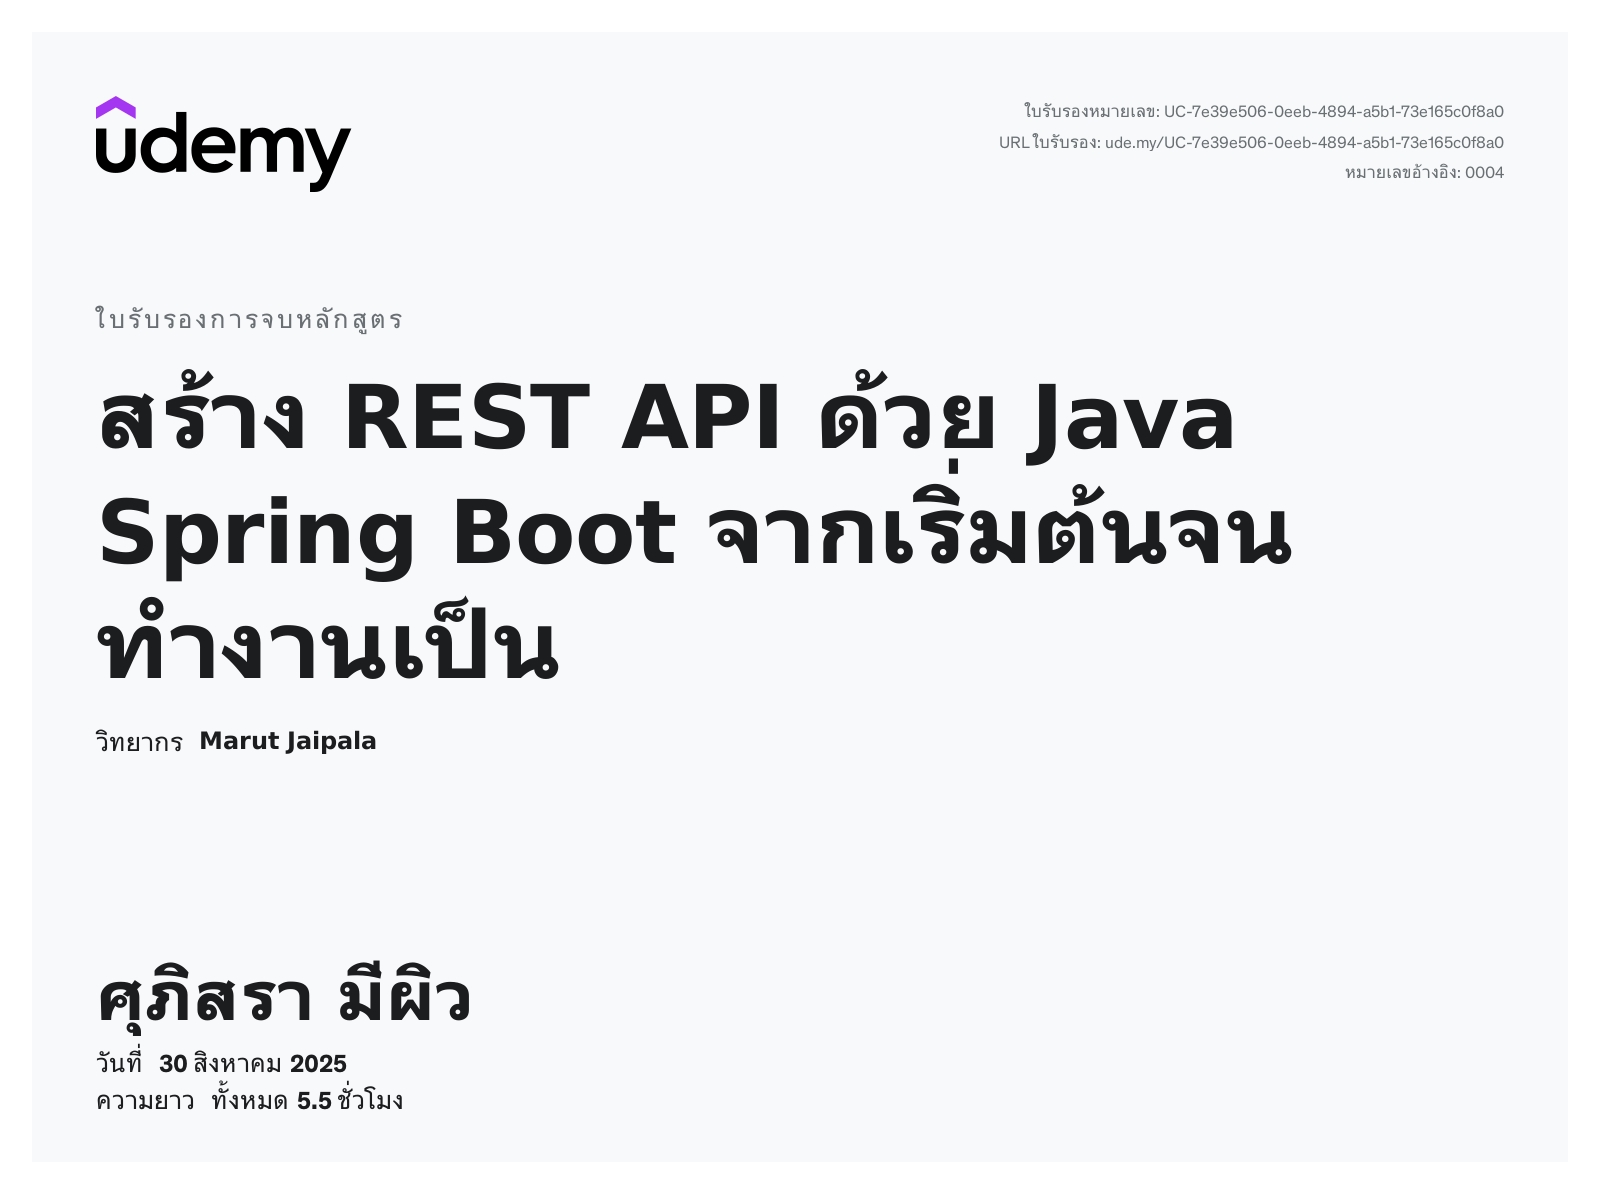 udemy
ใบรับรองหมายเลข: UC-7e39e506-0eeb-4894-a5b1-73e165c0f8a0
URLใบรับรอง: ude.my/UC-7e39e506-0eeb-4894-a5b1-73e165c0f8a0
หมายเลขอ้างอิง: 0004
ใบรับรองการจบหลักสูตร
สร้าง REST API ด้วย Java
Spring Boot จากเริ่มต้นจน
ทำงานเป็น
วิทยากร Marut Jaipala
ศุภิสรา มีผิว
วันที่ 30 สิงหาคม 2025
ความยาว ทั้งหมด 5.5 ชั่วโมง